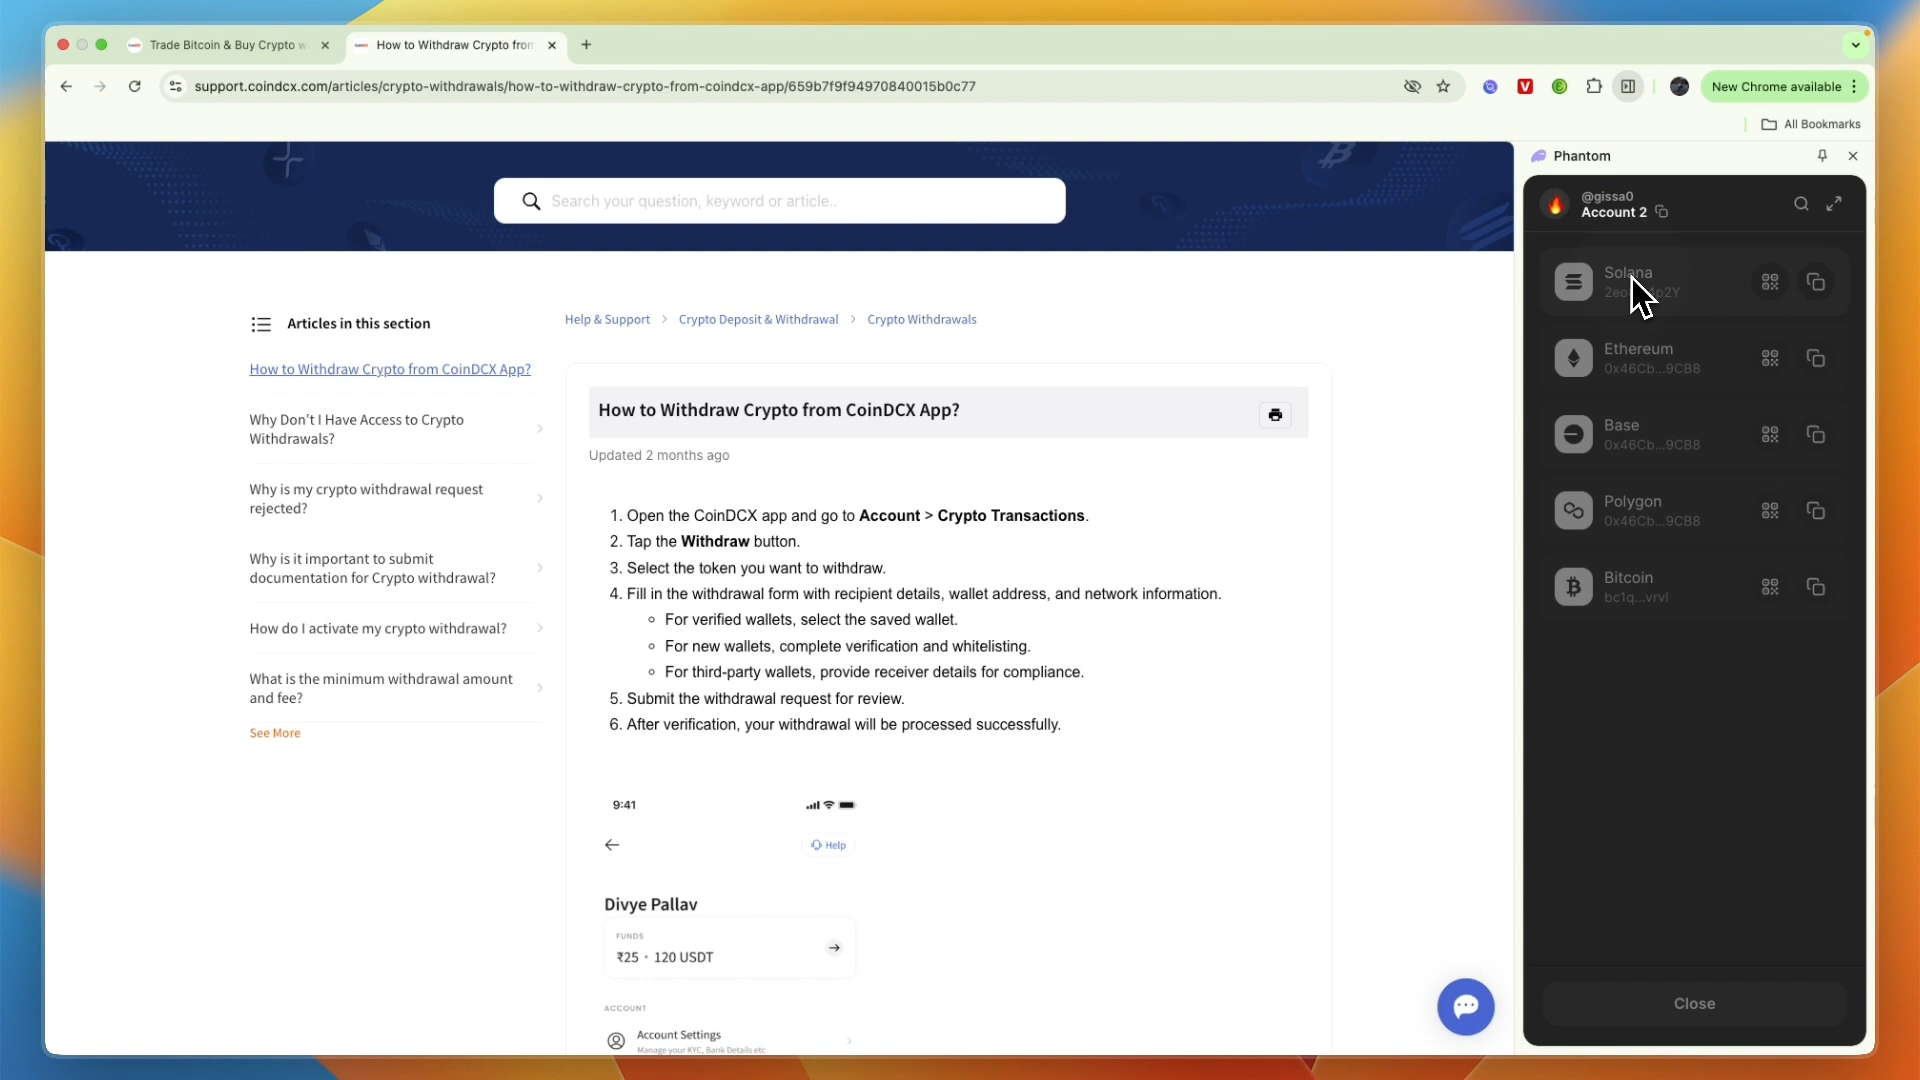 Trade Bitcoin & Buy Crypto w
How to Withdraw Crypto from
support.coindcx.com/articles/crypto-withdrawals/how-to-withdraw-crypto-from-coindcx-app/659b7f9f94970840015b0c77
New Chrome available
All Bookmarks
Search your question, keyword or article..
Articles in this section
How to Withdraw Crypto from CoinDCX App?
Why Don't I Have Access to Crypto
Withdrawals?
Why is my crypto withdrawal request
rejected?
Why is it important to submit
documentation for Crypto withdrawal?
How do I activate my crypto withdrawal?
What is the minimum withdrawal amount
and fee?
See More
Help & Support > Crypto Deposit & Withdrawal > Crypto Withdrawals
How to Withdraw Crypto from CoinDCX App?
Updated 2 months ago
1. Open the CoinDCX app and go to Account > Crypto Transactions.
2. Tap the Withdraw button.
3. Select the token you want to withdraw.
4. Fill in the withdrawal form with recipient details, wallet address, and network information.
For verified wallets, select the saved wallet.
For new wallets, complete verification and whitelisting.
For third-party wallets, provide receiver details for compliance.
5. Submit the withdrawal request for review.
6. After verification, your withdrawal will be processed successfully.
9:41
Help
Divye Pallav
FUNDS
₹25 • 120 USDT
ACCOUNT
Account Settings
Manage your KYC, Bank Details etc
Phantom
@gissa0
Account 2
Solana
Ethereum
0x46Cb...9CB8
Base
0x46Cb...9CB8
Polygon
0x46Cb...9CB8
Bitcoin
bc1q...vrvl
Close